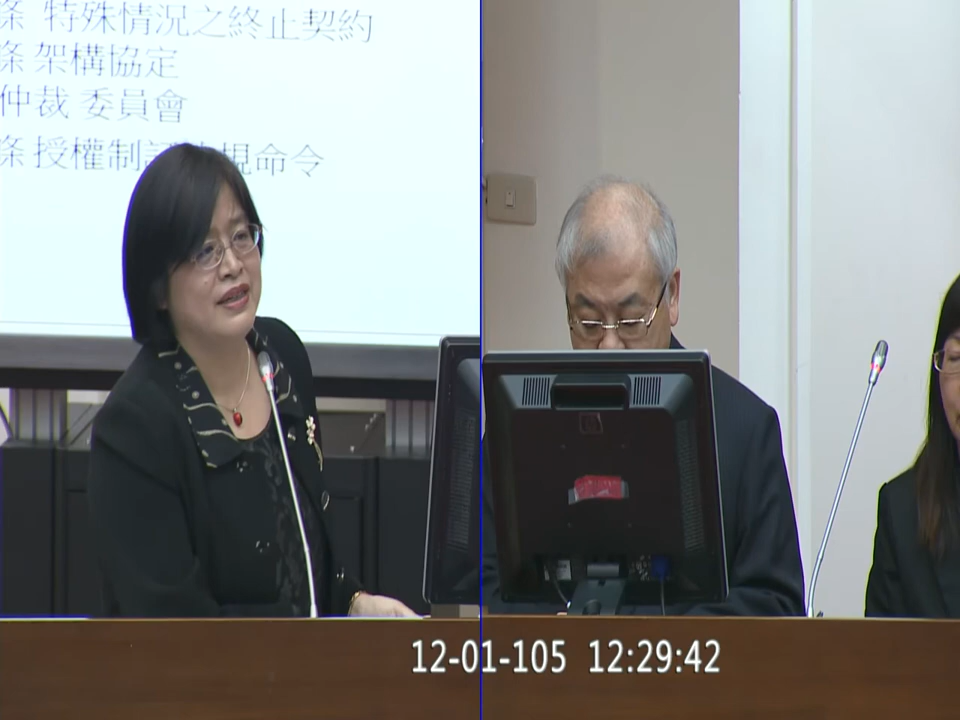 條 特殊情況之終止契約
條 架構協定
仲裁 委員會
條 授權制 規命令
12-01-105 12:29:42